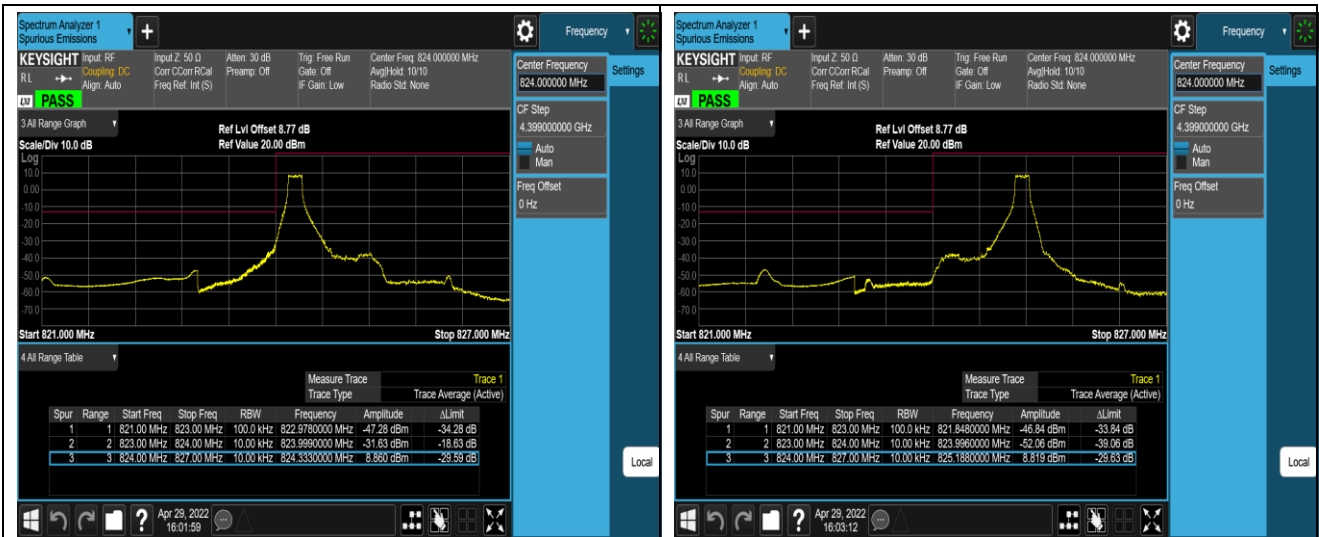 Spectrum Analyzer 1
Spurious Emissions
Frequency
KEYSIGHT
RL
Input: RF
Coupling: DC
Align: Auto
Input Z: 50 Ω
Corr CCorr RCal
Freq Ref: Int (S)
Atten: 30 dB
Preamp: Off
Trig: Free Run
Gate: Off
IF Gain: Low
Center Freq: 824.000000 MHz
Avg|Hold: 10/10
Radio Std: None
LXI PASS
3 All Range Graph
Ref Lvl Offset 8.77 dB
Scale/Div 10.0 dB
Ref Value 20.00 dBm
Log
10.0
0.00
-10.0
-20.0
-30.0
-40.0
-50.0
-60.0
-70.0
Start 821.000 MHz
Stop 827.000 MHz
4 All Range Table
Measure Trace Trace 1
Trace Type Trace Average (Active)
Spur Range Start Freq Stop Freq RBW Frequency Amplitude ΔLimit
1 1 821.00 MHz 823.00 MHz 100.0 kHz 822.9780000 MHz -47.28 dBm -34.28 dB
2 2 823.00 MHz 824.00 MHz 10.00 kHz 823.9990000 MHz -31.63 dBm -18.63 dB
3 3 824.00 MHz 827.00 MHz 10.00 kHz 824.3330000 MHz 8.860 dBm -29.59 dB
Center Frequency
824.000000 MHz
Settings
CF Step
4.399000000 GHz
Auto
Man
Freq Offset
0 Hz
Local
?
Apr 29, 2022
16:01:59
Spectrum Analyzer 1
Spurious Emissions
Frequency
KEYSIGHT
RL
Input: RF
Coupling: DC
Align: Auto
Input Z: 50 Ω
Corr CCorr RCal
Freq Ref: Int (S)
Atten: 30 dB
Preamp: Off
Trig: Free Run
Gate: Off
IF Gain: Low
Center Freq: 824.000000 MHz
Avg|Hold: 10/10
Radio Std: None
LXI PASS
3 All Range Graph
Ref Lvl Offset 8.77 dB
Scale/Div 10.0 dB
Ref Value 20.00 dBm
Log
10.0
0.00
-10.0
-20.0
-30.0
-40.0
-50.0
-60.0
-70.0
Start 821.000 MHz
Stop 827.000 MHz
4 All Range Table
Measure Trace Trace 1
Trace Type Trace Average (Active)
Spur Range Start Freq Stop Freq RBW Frequency Amplitude ΔLimit
1 1 821.00 MHz 823.00 MHz 100.0 kHz 821.8480000 MHz -46.84 dBm -33.84 dB
2 2 823.00 MHz 824.00 MHz 10.00 kHz 823.9960000 MHz -52.06 dBm -39.06 dB
3 3 824.00 MHz 827.00 MHz 10.00 kHz 825.1880000 MHz 8.819 dBm -29.63 dB
Center Frequency
824.000000 MHz
Settings
CF Step
4.399000000 GHz
Auto
Man
Freq Offset
0 Hz
Local
?
Apr 29, 2022
16:03:12